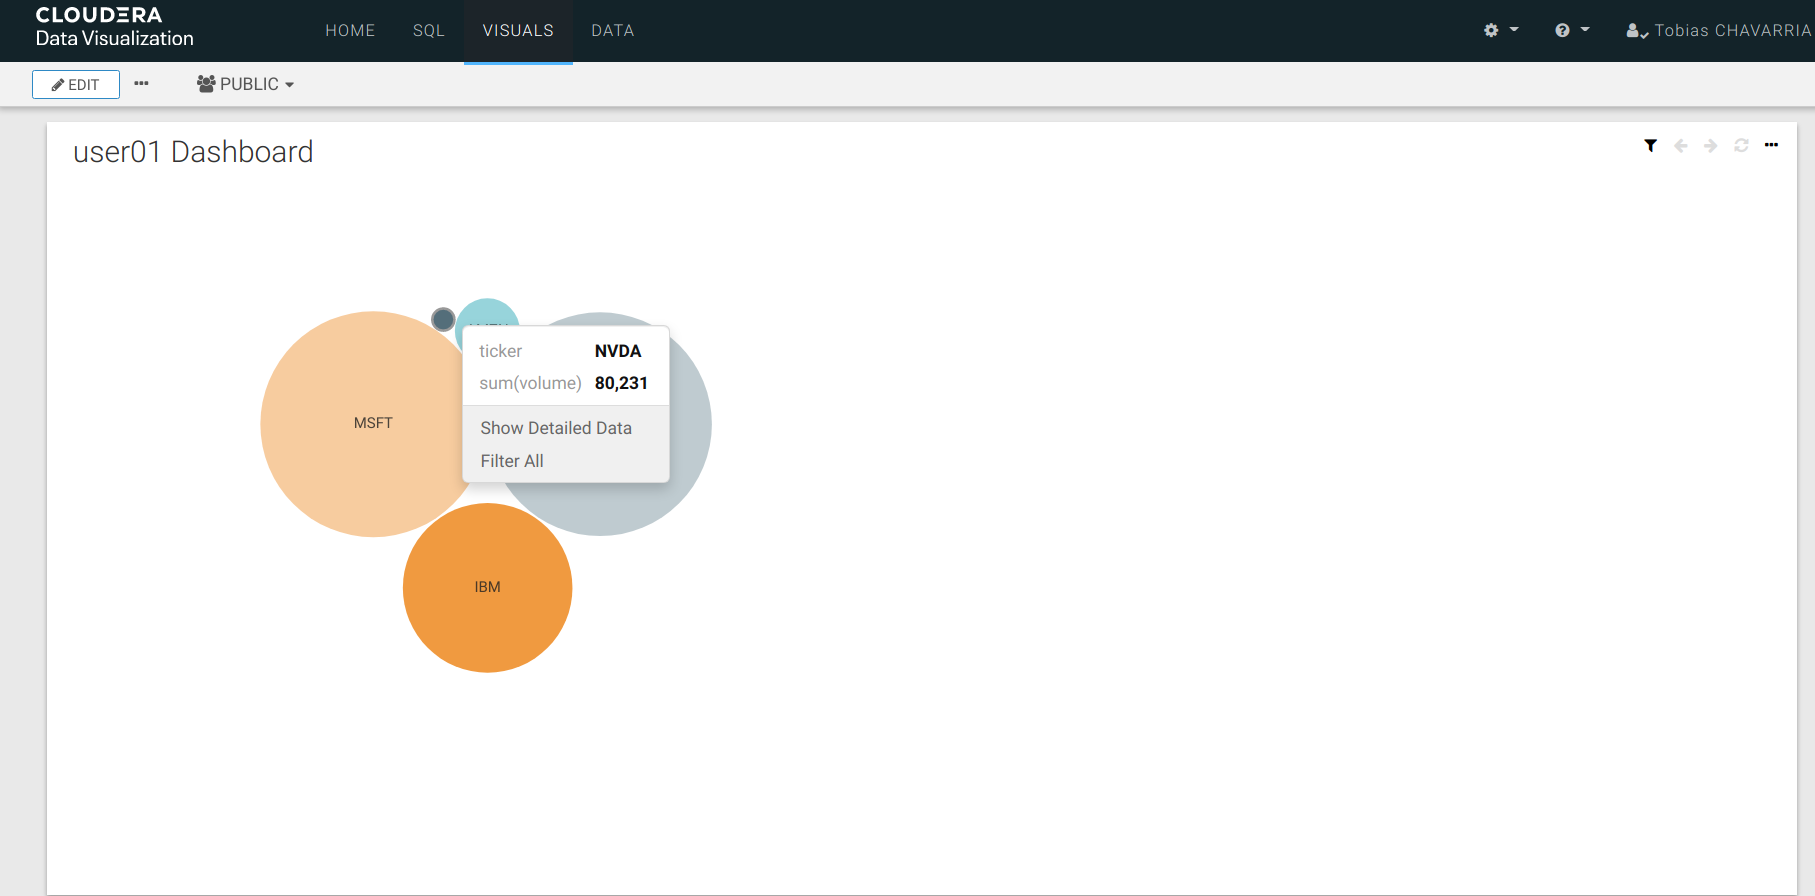 CLOUDERA
Data Visualization
HOME SQL VISUALS DATA
Tobias CHAVARRIA
EDIT
PUBLIC
user01 Dashboard
ticker NVDA
sum(volume) 80,231
MSFT
Show Detailed Data
Filter All
IBM